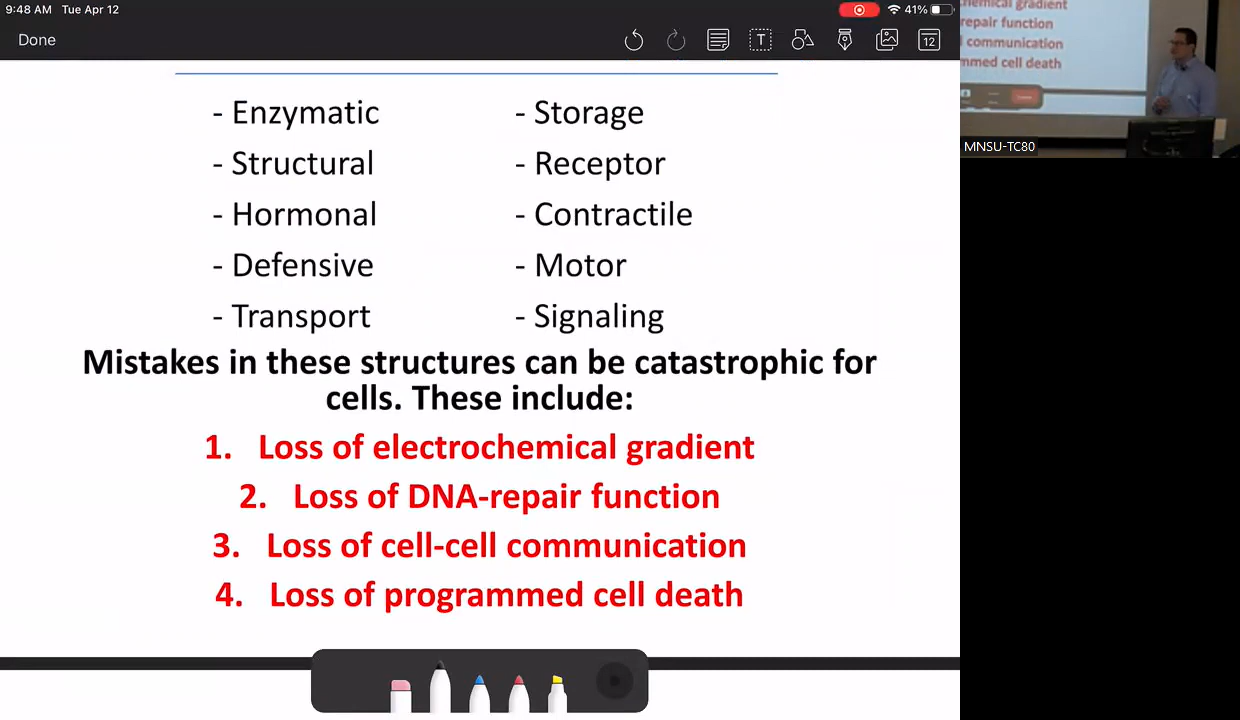 9:48 AM Tue Apr 12
41%
Done
12
- Enzymatic
- Structural
- Hormonal
- Defensive
- Transport
- Storage
- Receptor
- Contractile
- Motor
- Signaling
Mistakes in these structures can be catastrophic for
cells. These include:
1. Loss of electrochemical gradient
2. Loss of DNA-repair function
3. Loss of cell-cell communication
4. Loss of programmed cell death
gradient
repair function
communication
cell death
MNSU-TC80